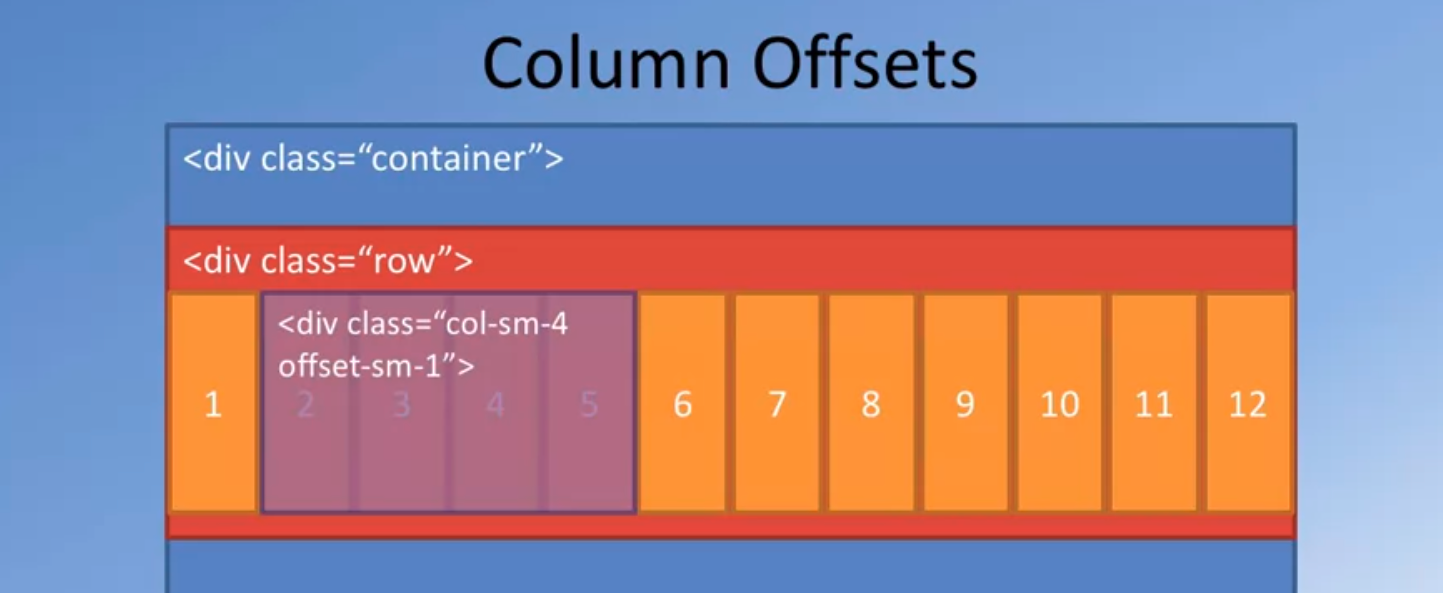 Column Offsets
<div class=“container”>
<div class=“row”>
<div class=“col-sm-4
offset-sm-1”>
1 2 3 4 5 6 7 8 9 10 11 12